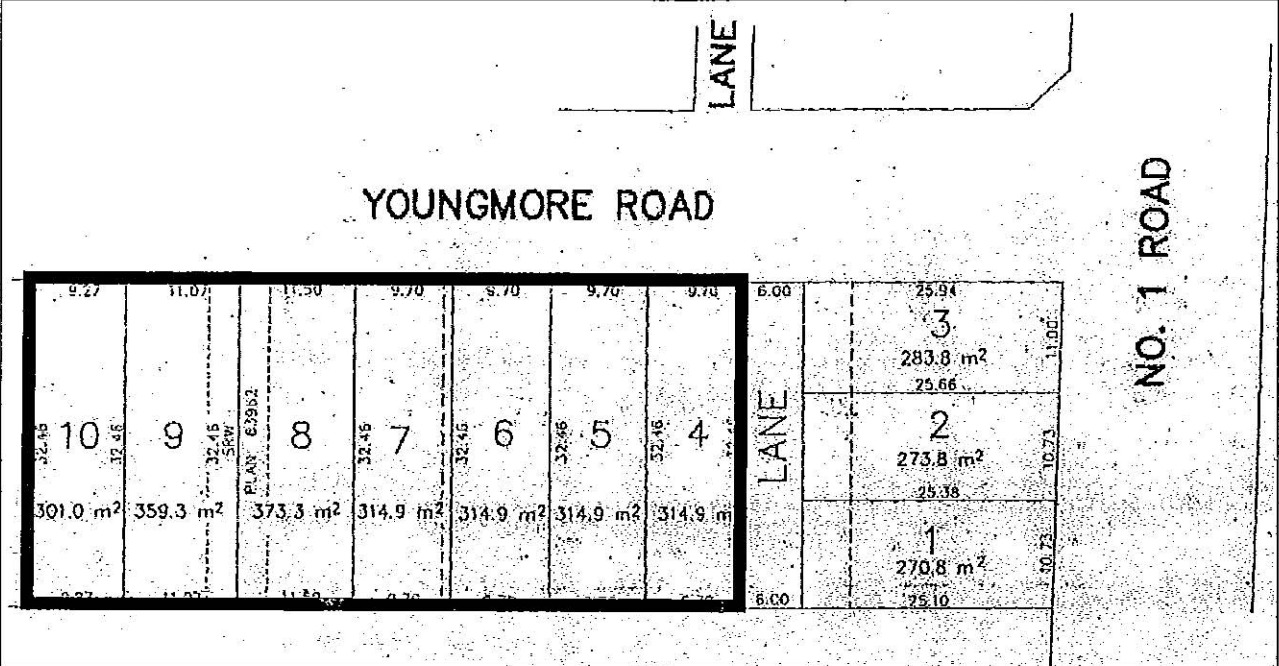 LANE
YOUNGMORE ROAD
NO. 1 ROAD
9.27 11.07 11.50 9.70 9.70 9.70 9.70 6.00 25.94
3
283.8 m² 11.00
25.66
10 9 8 7 6 5 4
32.46 32.46 32.46 32.46 32.46 32.46 32.46
SRW
PLAN 63962
LANE
2
273.8 m² 10.73
25.38
301.0 m² 359.3 m² 373.3 m² 314.9 m² 314.9 m² 314.9 m² 314.9 m
1
270.8 m² 10.73
6.00 25.10